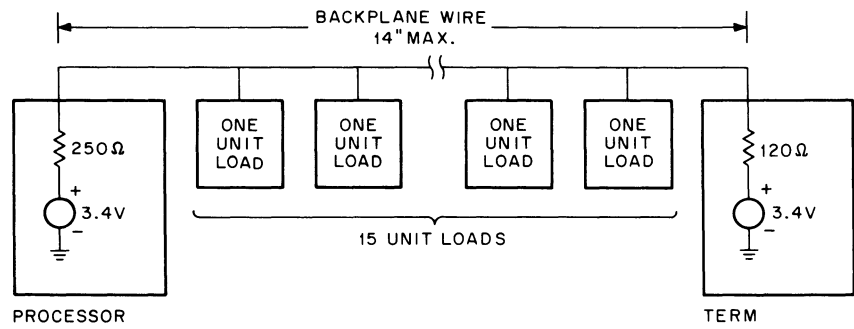 BACKPLANE WIRE
14" MAX.
250Ω
+
3.4V
−
ONE
UNIT
LOAD
ONE
UNIT
LOAD
ONE
UNIT
LOAD
ONE
UNIT
LOAD
120Ω
+
3.4V
−
15 UNIT LOADS
PROCESSOR
TERM